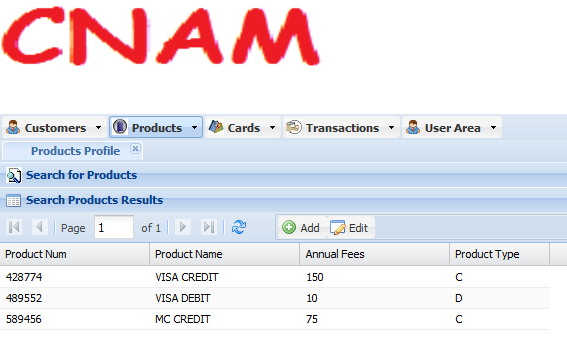 CNAM
Customers Products Cards Transactions User Area
Products Profile
Search for Products
Search Products Results
Page 1 of 1 Add Edit
Product Num Product Name Annual Fees Product Type
428774 VISA CREDIT 150 C
489552 VISA DEBIT 10 D
589456 MC CREDIT 75 C